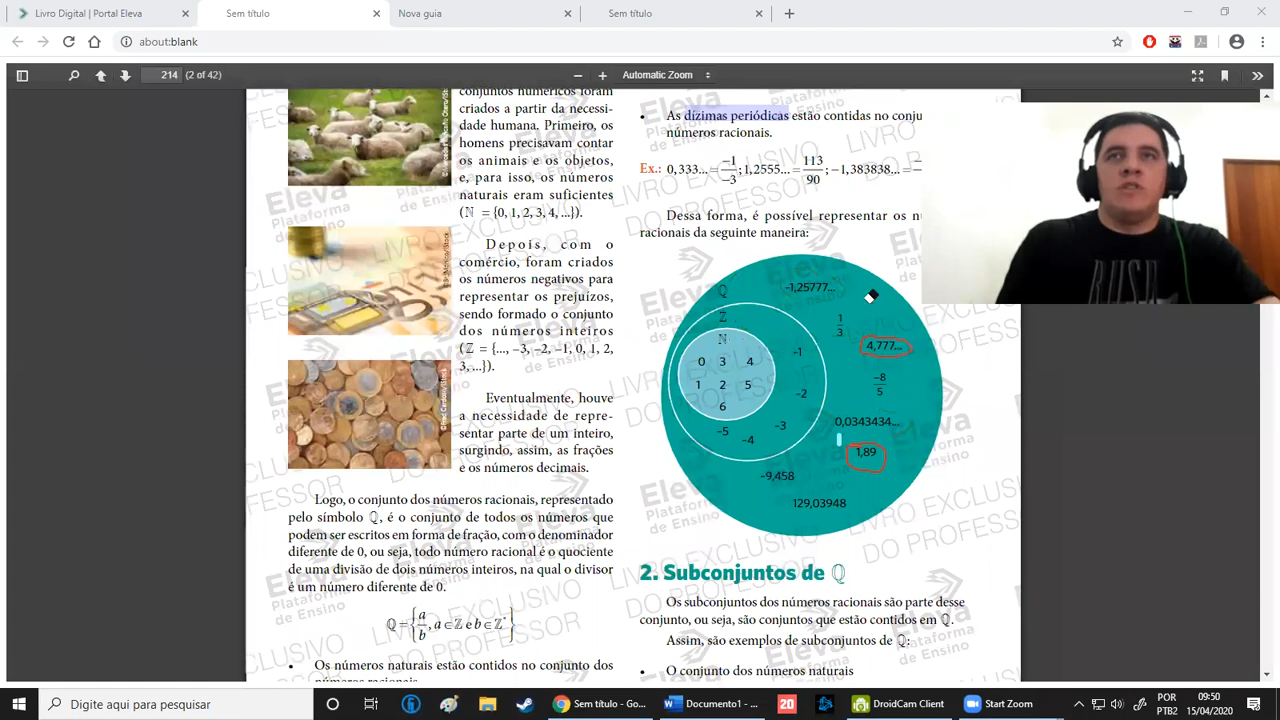 Livro Digital | Portal Eleva
Sem título
Nova guia
Sem título
about:blank
214 (2 of 42)
Automatic Zoom
conjuntos numéricos foram
criados a partir da necessi-
dade humana. Primeiro, os
homens precisavam contar
os animais e os objetos,
e, para isso, os números
naturais eram suficientes
(ℕ = {0, 1, 2, 3, 4, ...}).
Depois, com o
comércio, foram criados
os números negativos para
representar os prejuízos,
sendo formado o conjunto
dos números inteiros
(ℤ = {..., –3, –2, –1, 0, 1, 2,
3, ...}).
Eventualmente, houve
a necessidade de repre-
sentar parte de um inteiro,
surgindo, assim, as frações
e os números decimais.
Logo, o conjunto dos números racionais, representado
pelo símbolo ℚ, é o conjunto de todos os números que
podem ser escritos em forma de fração, com o denominador
diferente de 0, ou seja, todo número racional é o quociente
de uma divisão de dois números inteiros, na qual o divisor
é um número diferente de 0.
ℚ = {a/b, a ∈ ℤ e b ∈ ℤ*}
• Os números naturais estão contidos no conjunto dos
números racionais.
• As dízimas periódicas estão contidas no conju
números racionais.
Ex.: 0,333... = –1/–3; 1,2555... = 113/90; –1,383838... = –
Dessa forma, é possível representar os nú
racionais da seguinte maneira:
ℚ
–1,25777...
ℤ
1/3
ℕ
4,777...
–1
0 3 4
–8/5
1 2 5
–2
6
0,0343434...
–3
–5
–4
1,89
–9,458
129,03948
2. Subconjuntos de ℚ
Os subconjuntos dos números racionais são parte desse
conjunto, ou seja, são conjuntos que estão contidos em ℚ.
Assim, são exemplos de subconjuntos de ℚ:
• O conjunto dos números naturais
Eleva
Plataforma
de Ensino
LIVRO EXCLUSIVO
DO PROFESSOR
RUSH
Digite aqui para pesquisar
Sem título - Go...
Documento1 - ...
20
DroidCam Client
Start Zoom
POR
PTB2
09:50
15/04/2020